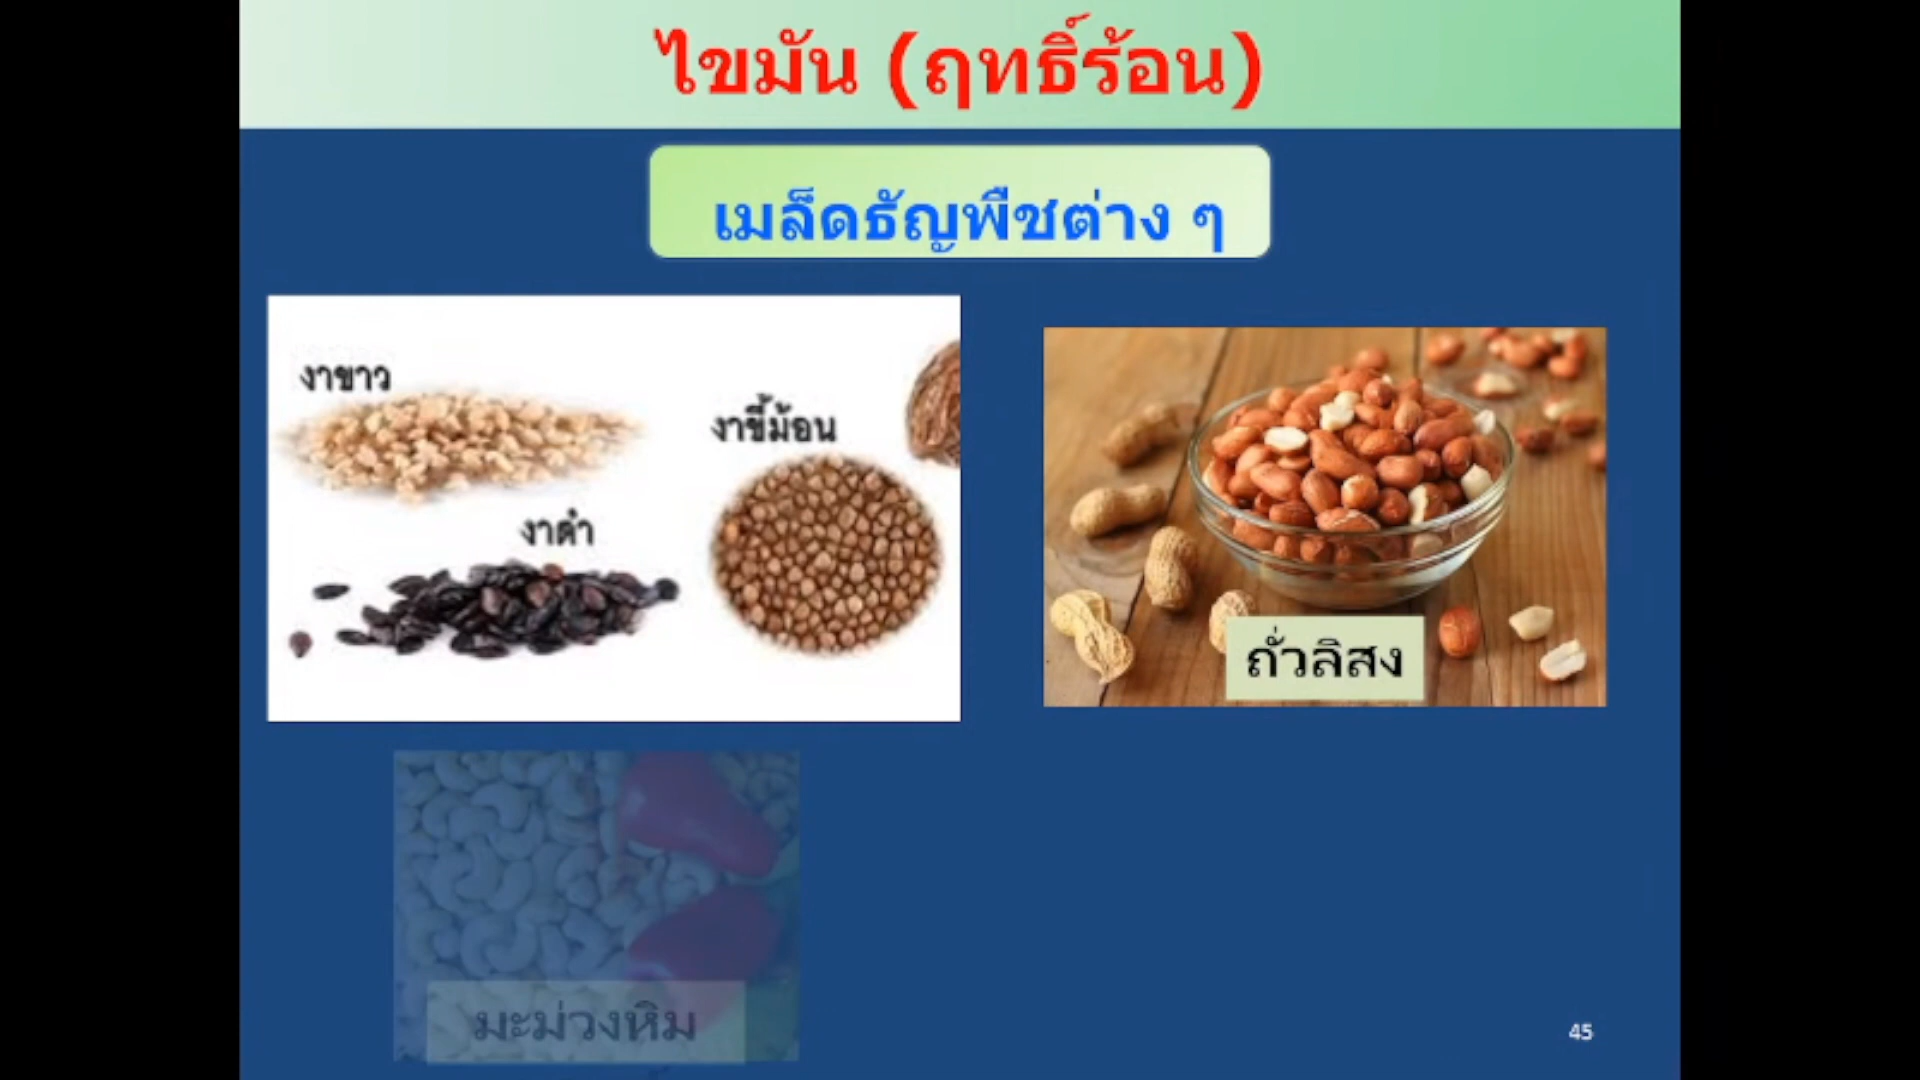 ไขมัน (ฤทธิ์ร้อน)
เมล็ดธัญพืชต่าง ๆ
งาขาว
งาขี้ม้อน
งาดำ
ถั่วลิสง
มะม่วงหิม
45